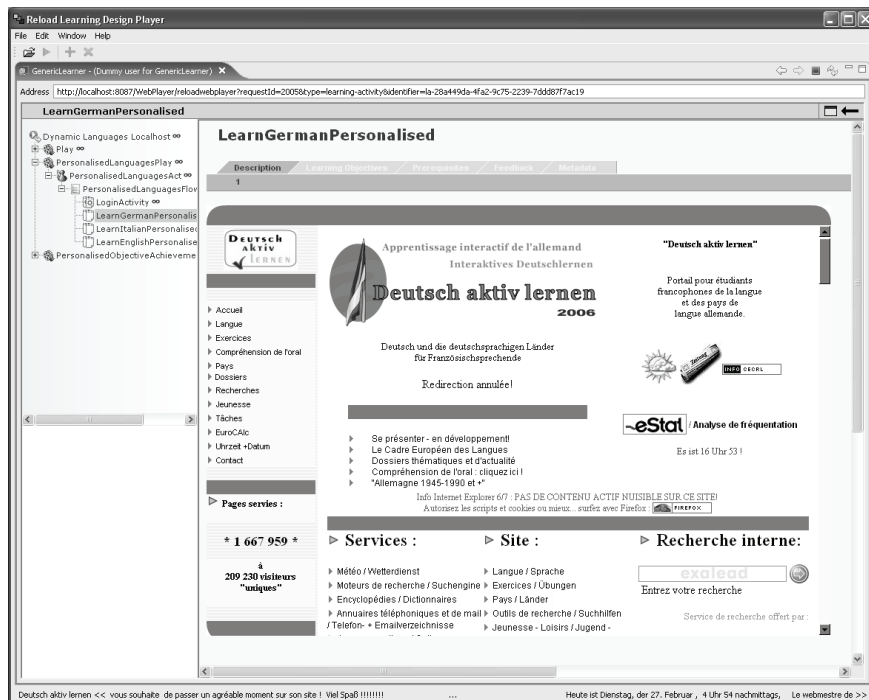 Reload Learning Design Player
File Edit Window Help
GenericLearner - (Dummy user for GenericLearner)
Address http://localhost:8087/WebPlayer/reloadwebplayer?requestId=2005&type=learning-activity&identifier=la-28a449da-4fa2-9c75-2239-7ddd87f7ac19
LearnGermanPersonalised
Dynamic Languages Localhost
Play
PersonalisedLanguagesPlay
PersonalisedLanguagesAct
PersonalisedLanguagesFlow
LoginActivity
LearnGermanPersonalis
LearnItalianPersonalised
LearnEnglishPersonalise
PersonalisedObjectiveAchieveme
LearnGermanPersonalised
Description Learning Objectives Prerequisites Feedback Metadata
1
DEUTSCH
AKTIV
LERNEN
Accueil
Langue
Exercices
Compréhension de l'oral
Pays
Dossiers
Recherches
Jeunesse
Tâches
EuroCAlc
Uhrzeit +Datum
Contact
Pages servies :
* 1 667 959 *
à
209 230 visiteurs
"uniques"
Apprentissage interactif de l'allemand
Interaktives Deutschlernen
Deutsch aktiv lernen
2006
Deutsch und die deutschsprachigen Länder
für Französischsprechende
Redirection annulée!
Se présenter - en développement!
Le Cadre Européen des Langues
Dossiers thématiques et d'actualité
Compréhension de l'oral : cliquez ici !
"Allemagne 1945-1990 et +"
"Deutsch aktiv lernen"
Portail pour étudiants
francophones de la langue
et des pays de
langue allemande.
Zeitung
INFO CECRL
eStat / Analyse de fréquentation
Es ist 16 Uhr 53 !
Info Internet Explorer 6/7 : PAS DE CONTENU ACTIF NUISIBLE SUR CE SITE!
Autorisez les scripts et cookies ou mieux... surfez avec Firefox : FIREFOX
Services :
Météo / Wetterdienst
Moteurs de recherche / Suchengine
Encyclopédies / Dictionnaires
Annuaires téléphoniques et de mail
/ Telefon- + Emailverzeichnisse
Site :
Langue / Sprache
Exercices / Übungen
Pays / Länder
Outils de recherche / Suchhilfen
Jeunesse - Loisirs / Jugend -
Recherche interne:
exalead
Entrez votre recherche
Service de recherche offert par :
Deutsch aktiv lernen << vous souhaite de passer un agréable moment sur son site ! Viel Spaß !!!!!!!! ... Heute ist Dienstag, der 27. Februar , 4 Uhr 54 nachmittags, Le webmestre de >>